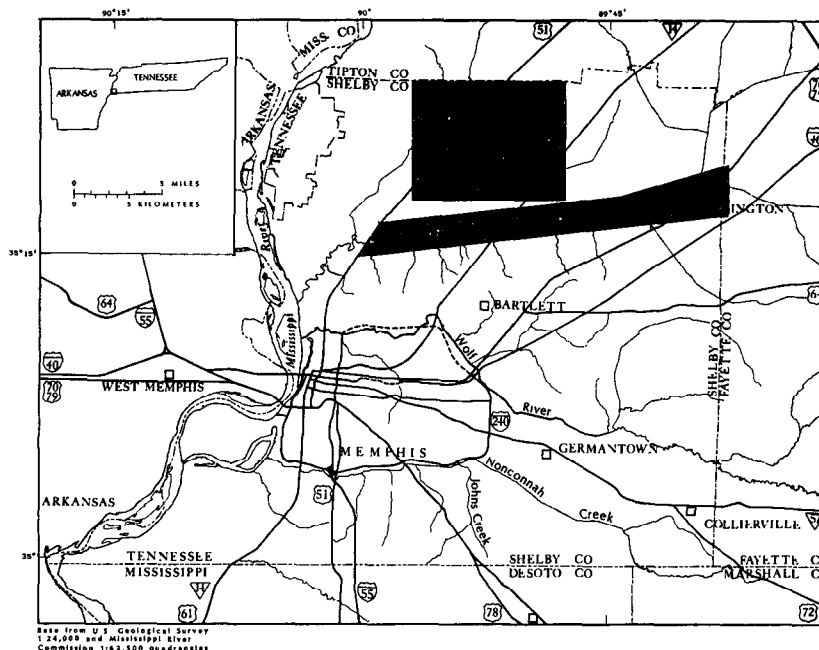 90°15'
90°
89°45'
MISS. CO
ARKANSAS
TENNESSEE
TIPTON CO
SHELBY CO
51
14
ARKANSAS
TENNESSEE
0 5 MILES
0 5 KILOMETERS
40
River
INGTON
35°15'
64
55
BARTLETT
64
Mississippi
Wolf
SHELBY CO
FAYETTE CO
40
70
79
WEST MEMPHIS
River
240
MEMPHIS
GERMANTOWN
Nonconnah
Creek
51
Johns Creek
ARKANSAS
COLLIERVILLE
35°
TENNESSEE
MISSISSIPPI
SHELBY CO
DESOTO CO
FAYETTE C
MARSHALL C
14
61
55
78
72
Base from U.S. Geological Survey
1:24,000 and Mississippi River
Commission 1:62,500 quadrangles